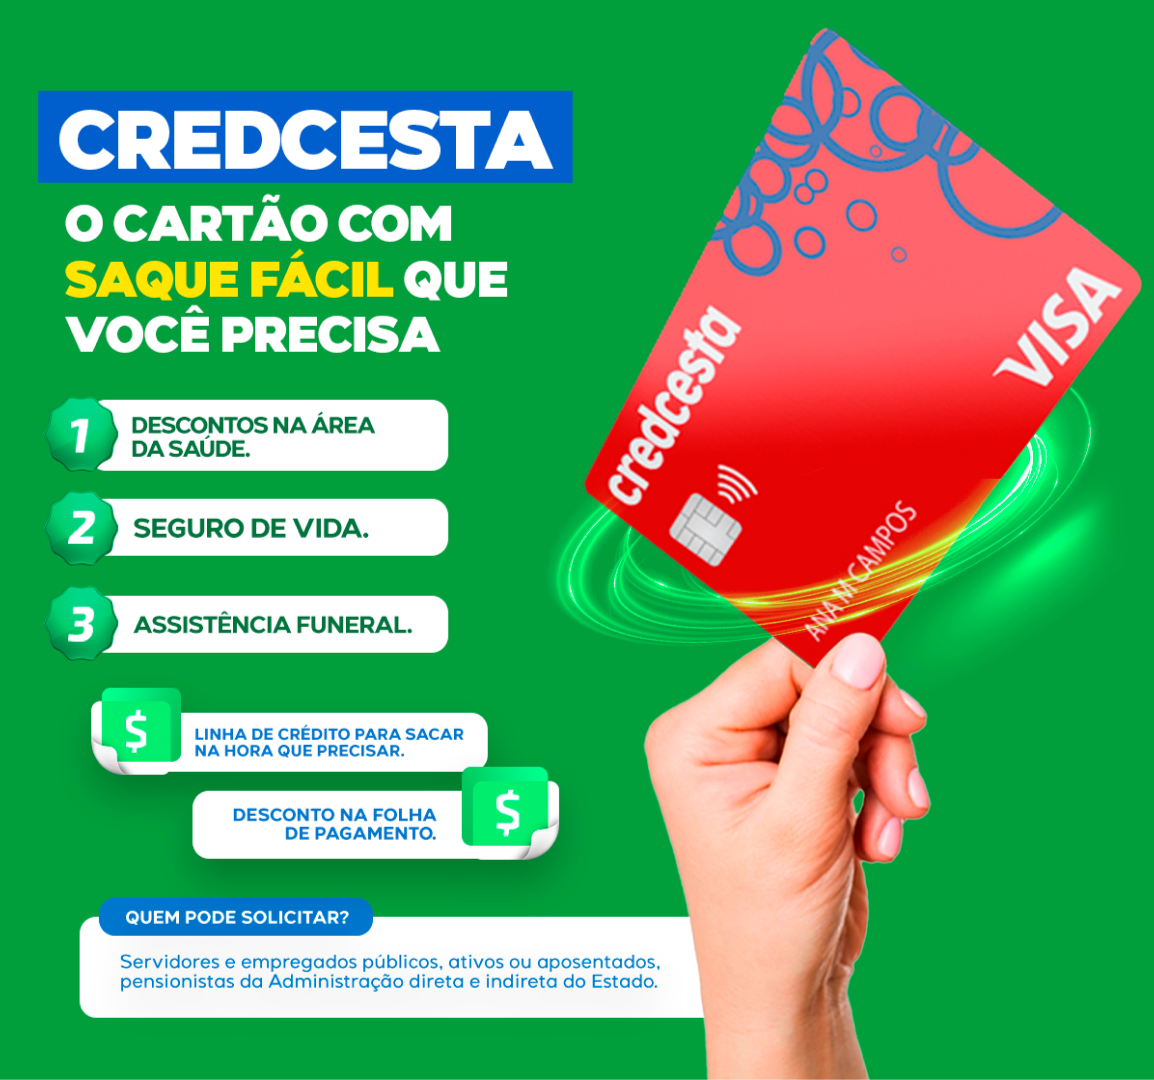 CREDCESTA
O CARTÃO COM
SAQUE FÁCIL QUE
VOCÊ PRECISA
1
DESCONTOS NA ÁREA
DA SAÚDE.
2
SEGURO DE VIDA.
3
ASSISTÊNCIA FUNERAL.
$
LINHA DE CRÉDITO PARA SACAR
NA HORA QUE PRECISAR.
DESCONTO NA FOLHA
DE PAGAMENTO.
$
QUEM PODE SOLICITAR?
Servidores e empregados públicos, ativos ou aposentados,
pensionistas da Administração direta e indireta do Estado.
credcesta
VISA
ANA M CAMPOS